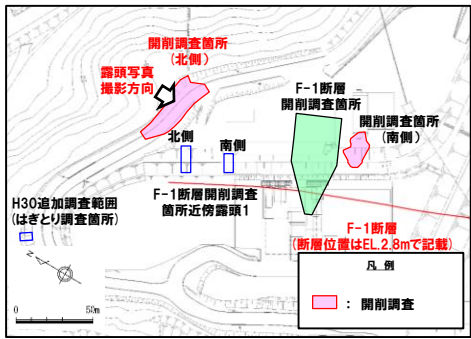 開削調査箇所
(北側)
露頭写真
撮影方向
F-1断層
開削調査箇所
開削調査箇所
(南側)
北側
南側
F-1断層開削調査
箇所近傍露頭1
H30追加調査範囲
(はぎとり調査箇所)
F-1断層
(断層位置はEL.2.8mで記載)
N
凡 例
: 開削調査
0
50m